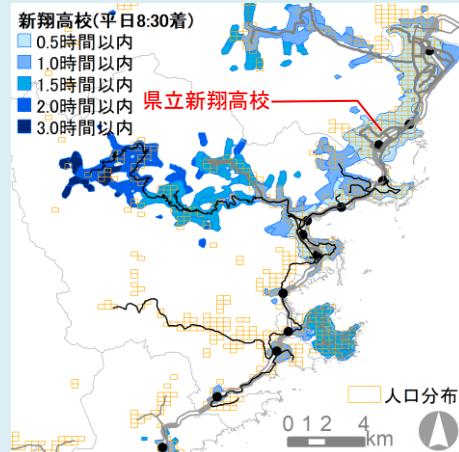 新翔高校(平日8:30着)
0.5時間以内
1.0時間以内
1.5時間以内
2.0時間以内
3.0時間以内
県立新翔高校
人口分布
0 1 2 4
km